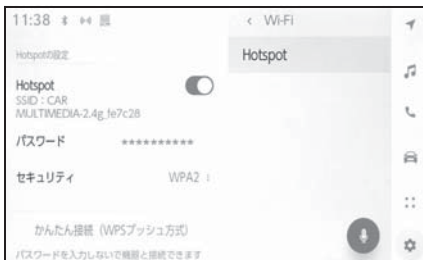 11:38
Wi-Fi
Hotspotの設定
Hotspot
Hotspot
SSID：CAR
MULTIMEDIA-2.4g_fe7c28
パスワード **********
セキュリティ WPA2
かんたん接続（WPSプッシュ方式）
パスワードを入力しないで機器と接続できます